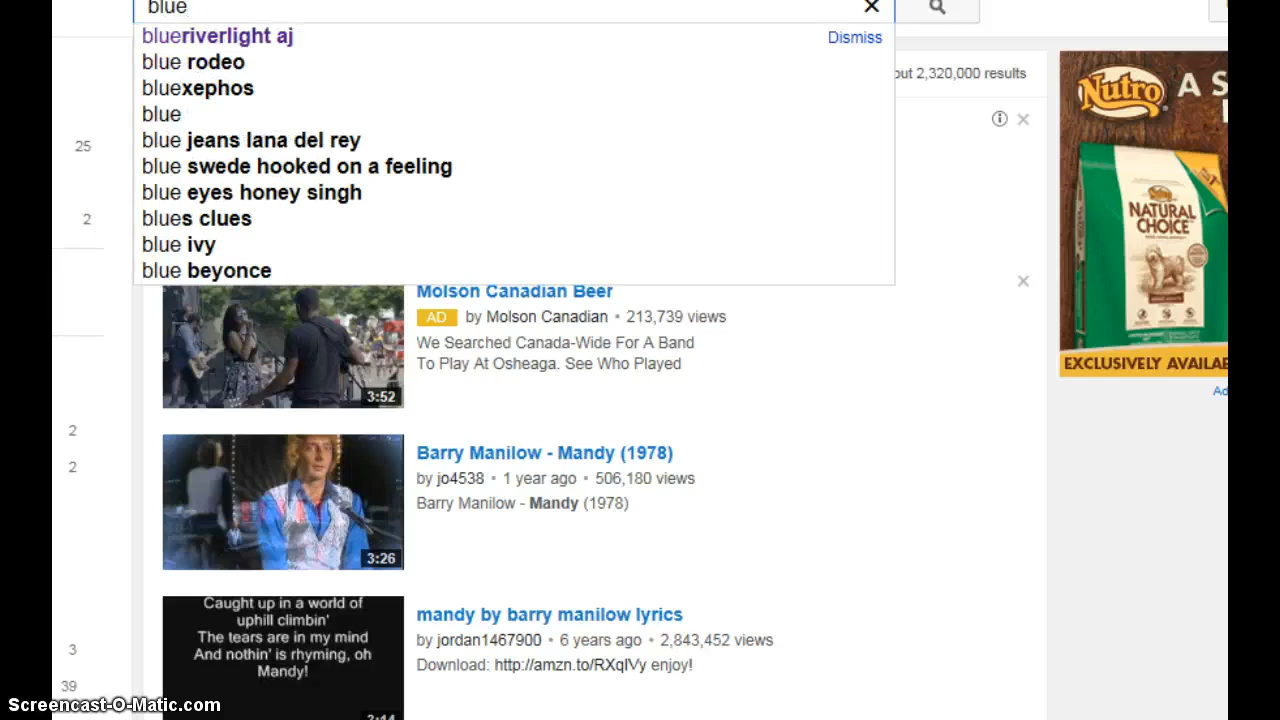 blue
blueriverlight aj
Dismiss
blue rodeo
bluexephos
blue
blue jeans lana del rey
blue swede hooked on a feeling
blue eyes honey singh
blues clues
blue ivy
blue beyonce
out 2,320,000 results
25
2
2
2
3
39
Molson Canadian Beer
AD by Molson Canadian • 213,739 views
We Searched Canada-Wide For A Band
To Play At Osheaga. See Who Played
3:52
Barry Manilow - Mandy (1978)
by jo4538 • 1 year ago • 506,180 views
Barry Manilow - Mandy (1978)
3:26
Caught up in a world of
uphill climbin'
The tears are in my mind
And nothin' is rhyming, oh
Mandy!
mandy by barry manilow lyrics
by jordan1467900 • 6 years ago • 2,843,452 views
Download: http://amzn.to/RXqIVy enjoy!
Nutro
A S
NATURAL
CHOICE
EXCLUSIVELY AVAILA
Ad
Screencast-O-Matic.com